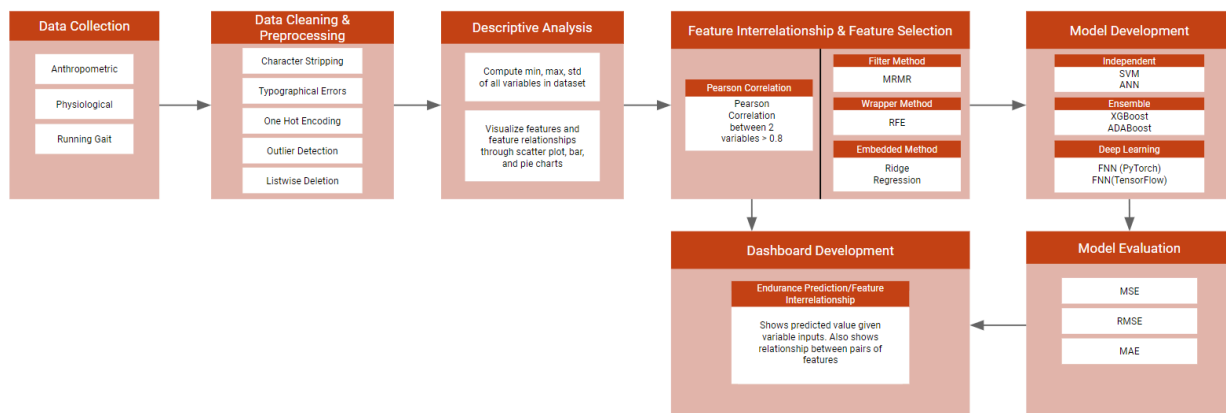 Data Collection
Anthropometric
Physiological
Running Gait
Data Cleaning &
Preprocessing
Character Stripping
Typographical Errors
One Hot Encoding
Outlier Detection
Listwise Deletion
Descriptive Analysis
Compute min, max, std
of all variables in dataset
Visualize features and
feature relationships
through scatter plot, bar,
and pie charts
Feature Interrelationship & Feature Selection
Pearson Correlation
Pearson
Correlation
between 2
variables > 0.8
Filter Method
MRMR
Wrapper Method
RFE
Embedded Method
Ridge
Regression
Model Development
Independent
SVM
ANN
Ensemble
XGBoost
ADABoost
Deep Learning
FNN (PyTorch)
FNN(TensorFlow)
Dashboard Development
Endurance Prediction/Feature
Interrelationship
Shows predicted value given
variable inputs. Also shows
relationship between pairs of
features
Model Evaluation
MSE
RMSE
MAE